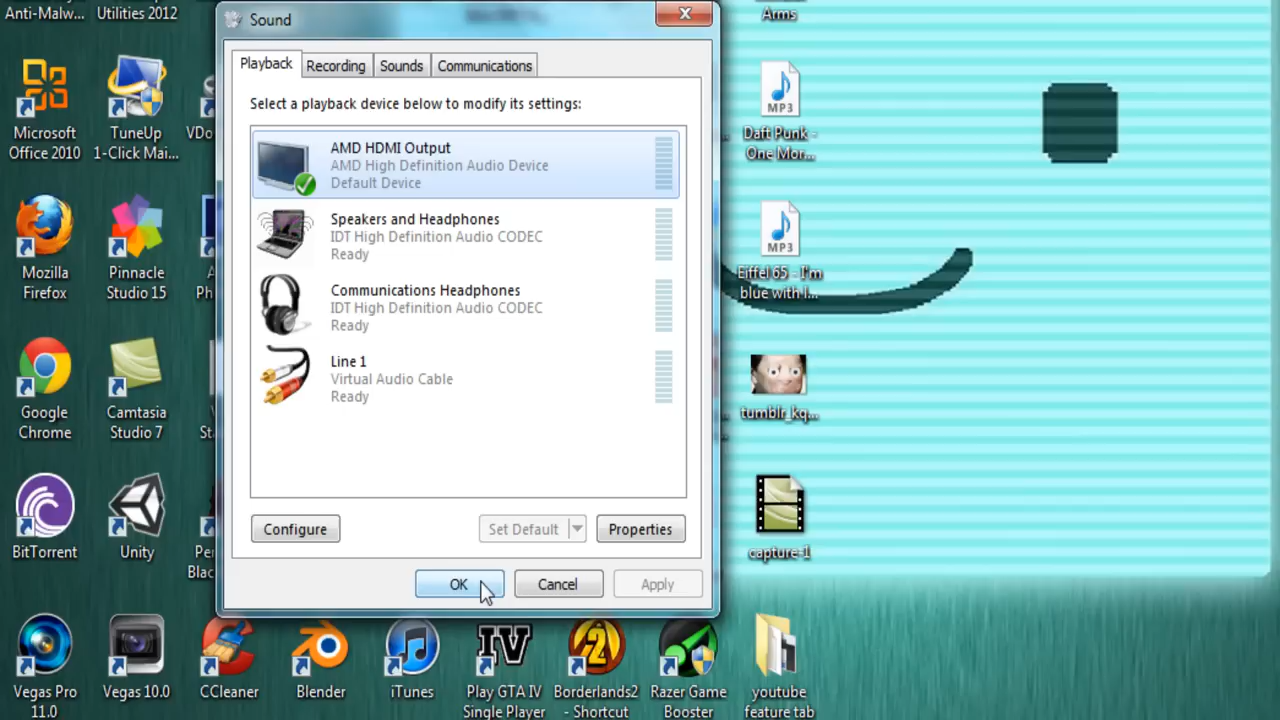 Anti-Malw...
Utilities 2012
Arms
Sound
Playback
Recording
Sounds
Communications
Select a playback device below to modify its settings:
AMD HDMI Output
AMD High Definition Audio Device
Default Device
Speakers and Headphones
IDT High Definition Audio CODEC
Ready
Communications Headphones
IDT High Definition Audio CODEC
Ready
Line 1
Virtual Audio Cable
Ready
Configure
Set Default
Properties
OK
Cancel
Apply
Microsoft
Office 2010
TuneUp
1-Click Mai...
VDo
MP3
Daft Punk -
One Mor...
Mozilla
Firefox
Pinnacle
Studio 15
A
Ph
MP3
Eiffel 65 - I'm
blue with l...
Google
Chrome
Camtasia
Studio 7
V
Sta
tumblr_kq...
BitTorrent
Unity
Per
Blac
capture-1
Vegas Pro
11.0
Vegas 10.0
CCleaner
Blender
iTunes
IV
Play GTA IV
Single Player
2
Borderlands2
- Shortcut
Razer Game
Booster
youtube
feature tab